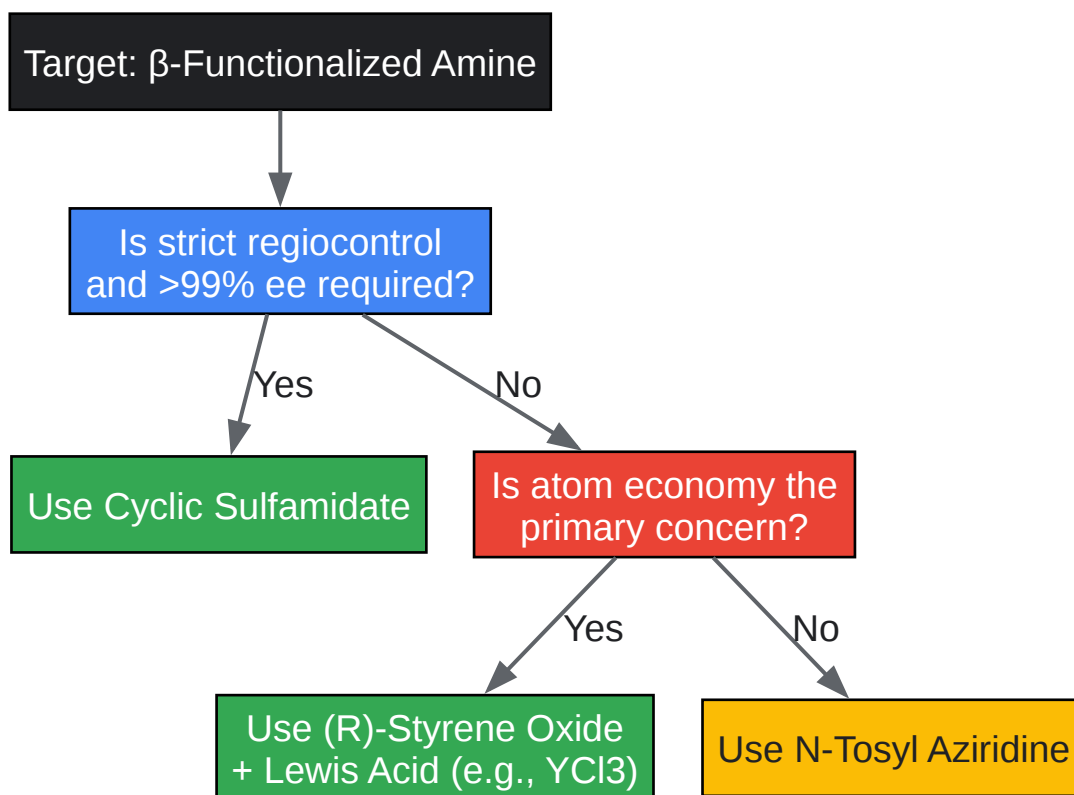 Target: β-Functionalized Amine
Is strict regiocontrol
and >99% ee required?
Yes
No
Use Cyclic Sulfamidate
Is atom economy the
primary concern?
Yes
No
Use (R)-Styrene Oxide
+ Lewis Acid (e.g., YCl3)
Use N-Tosyl Aziridine